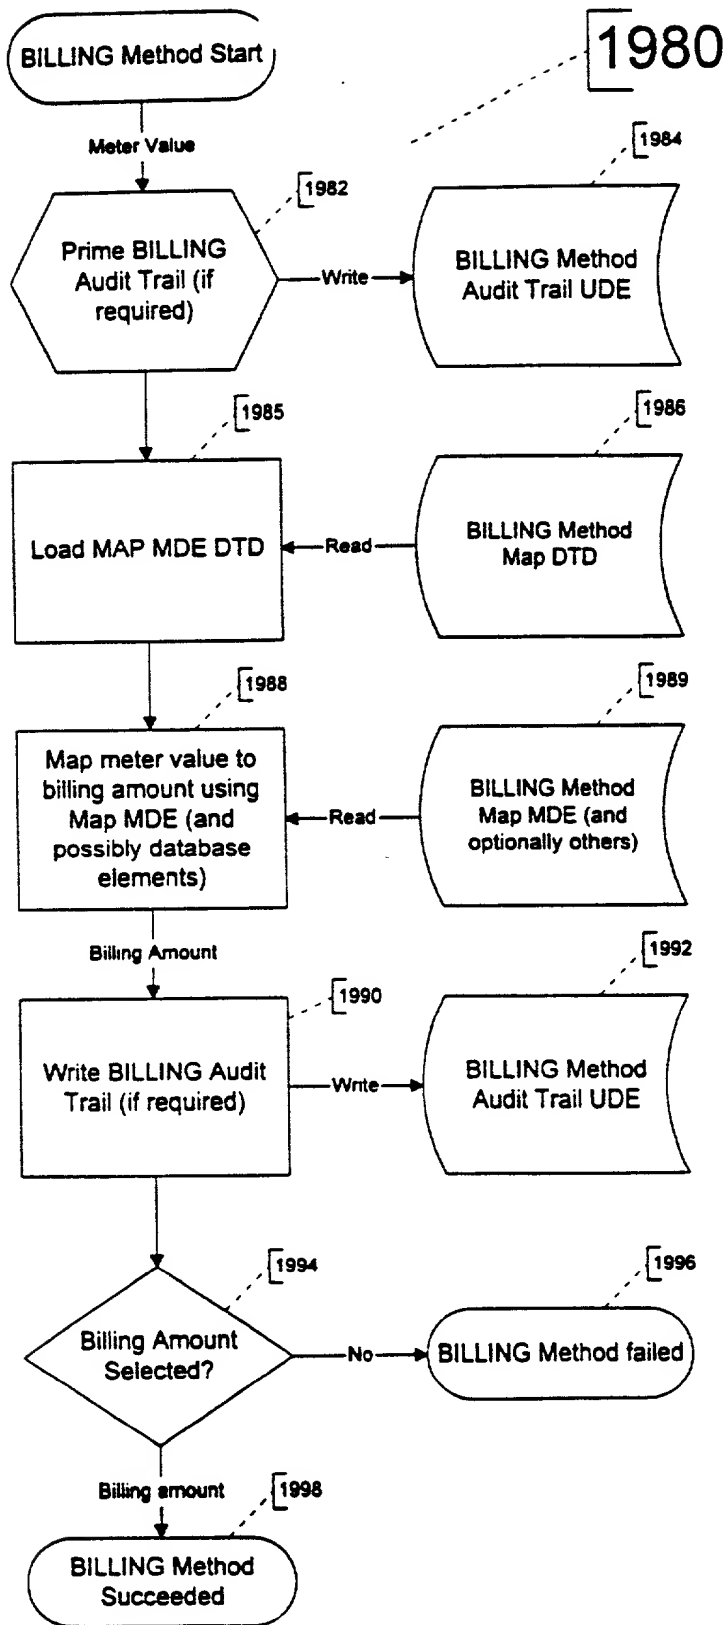 BILLING Method Start
1980
Meter Value
1984
1982
Prime BILLING
Audit Trail (if
required)
Write
BILLING Method
Audit Trail UDE
1985
1986
Load MAP MDE DTD
Read
BILLING Method
Map DTD
1988
1989
Map meter value to
billing amount using
Map MDE (and
possibly database
elements)
Read
BILLING Method
Map MDE (and
optionally others)
Billing Amount
1992
1990
Write BILLING Audit
Trail (if required)
Write
BILLING Method
Audit Trail UDE
1994
1996
Billing Amount
Selected?
No
BILLING Method failed
Billing amount
1998
BILLING Method
Succeeded